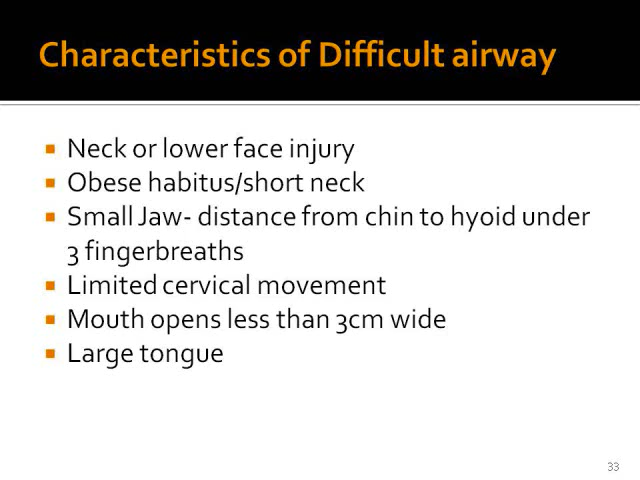 Characteristics of Difficult airway
Neck or lower face injury
Obese habitus/short neck
Small Jaw- distance from chin to hyoid under
3 fingerbreaths
Limited cervical movement
Mouth opens less than 3cm wide
Large tongue
33